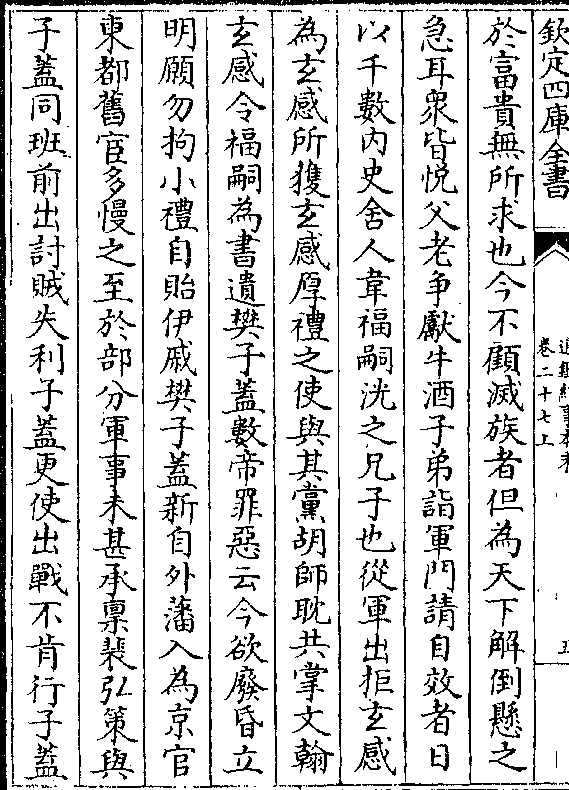 欽定四庫全書
通鑑紀事本末
卷二十七上
五
於富貴無所求也今不顧滅族者但為天下解倒懸之
急耳衆皆悅父老争獻牛酒子弟詣軍門請自效者日
以千數内史舍人韋福嗣洸之兄子也從軍出拒玄感
為玄感所獲玄感厚禮之使與其黨胡師耽共掌文翰
玄感令福嗣為書遺樊子蓋數帝罪惡云今欲廢昏立
明願勿拘小禮自貽伊戚樊子蓋新自外藩入為京官
東都舊官多慢之至於部分軍事未甚承稟裴弘策與
子蓋同班前出討賊失利子蓋更使出戰不肯行子蓋